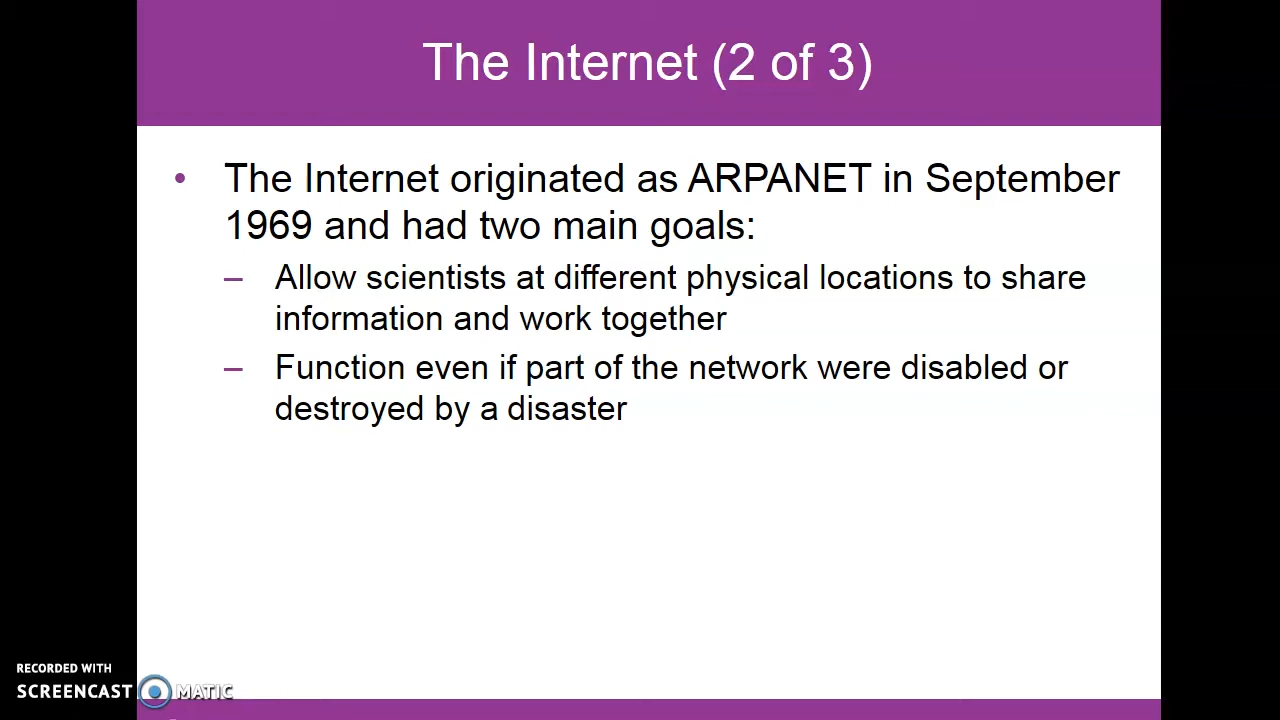 The Internet (2 of 3)
• The Internet originated as ARPANET in September
1969 and had two main goals:
– Allow scientists at different physical locations to share
information and work together
– Function even if part of the network were disabled or
destroyed by a disaster
RECORDED WITH
SCREENCAST MATIC